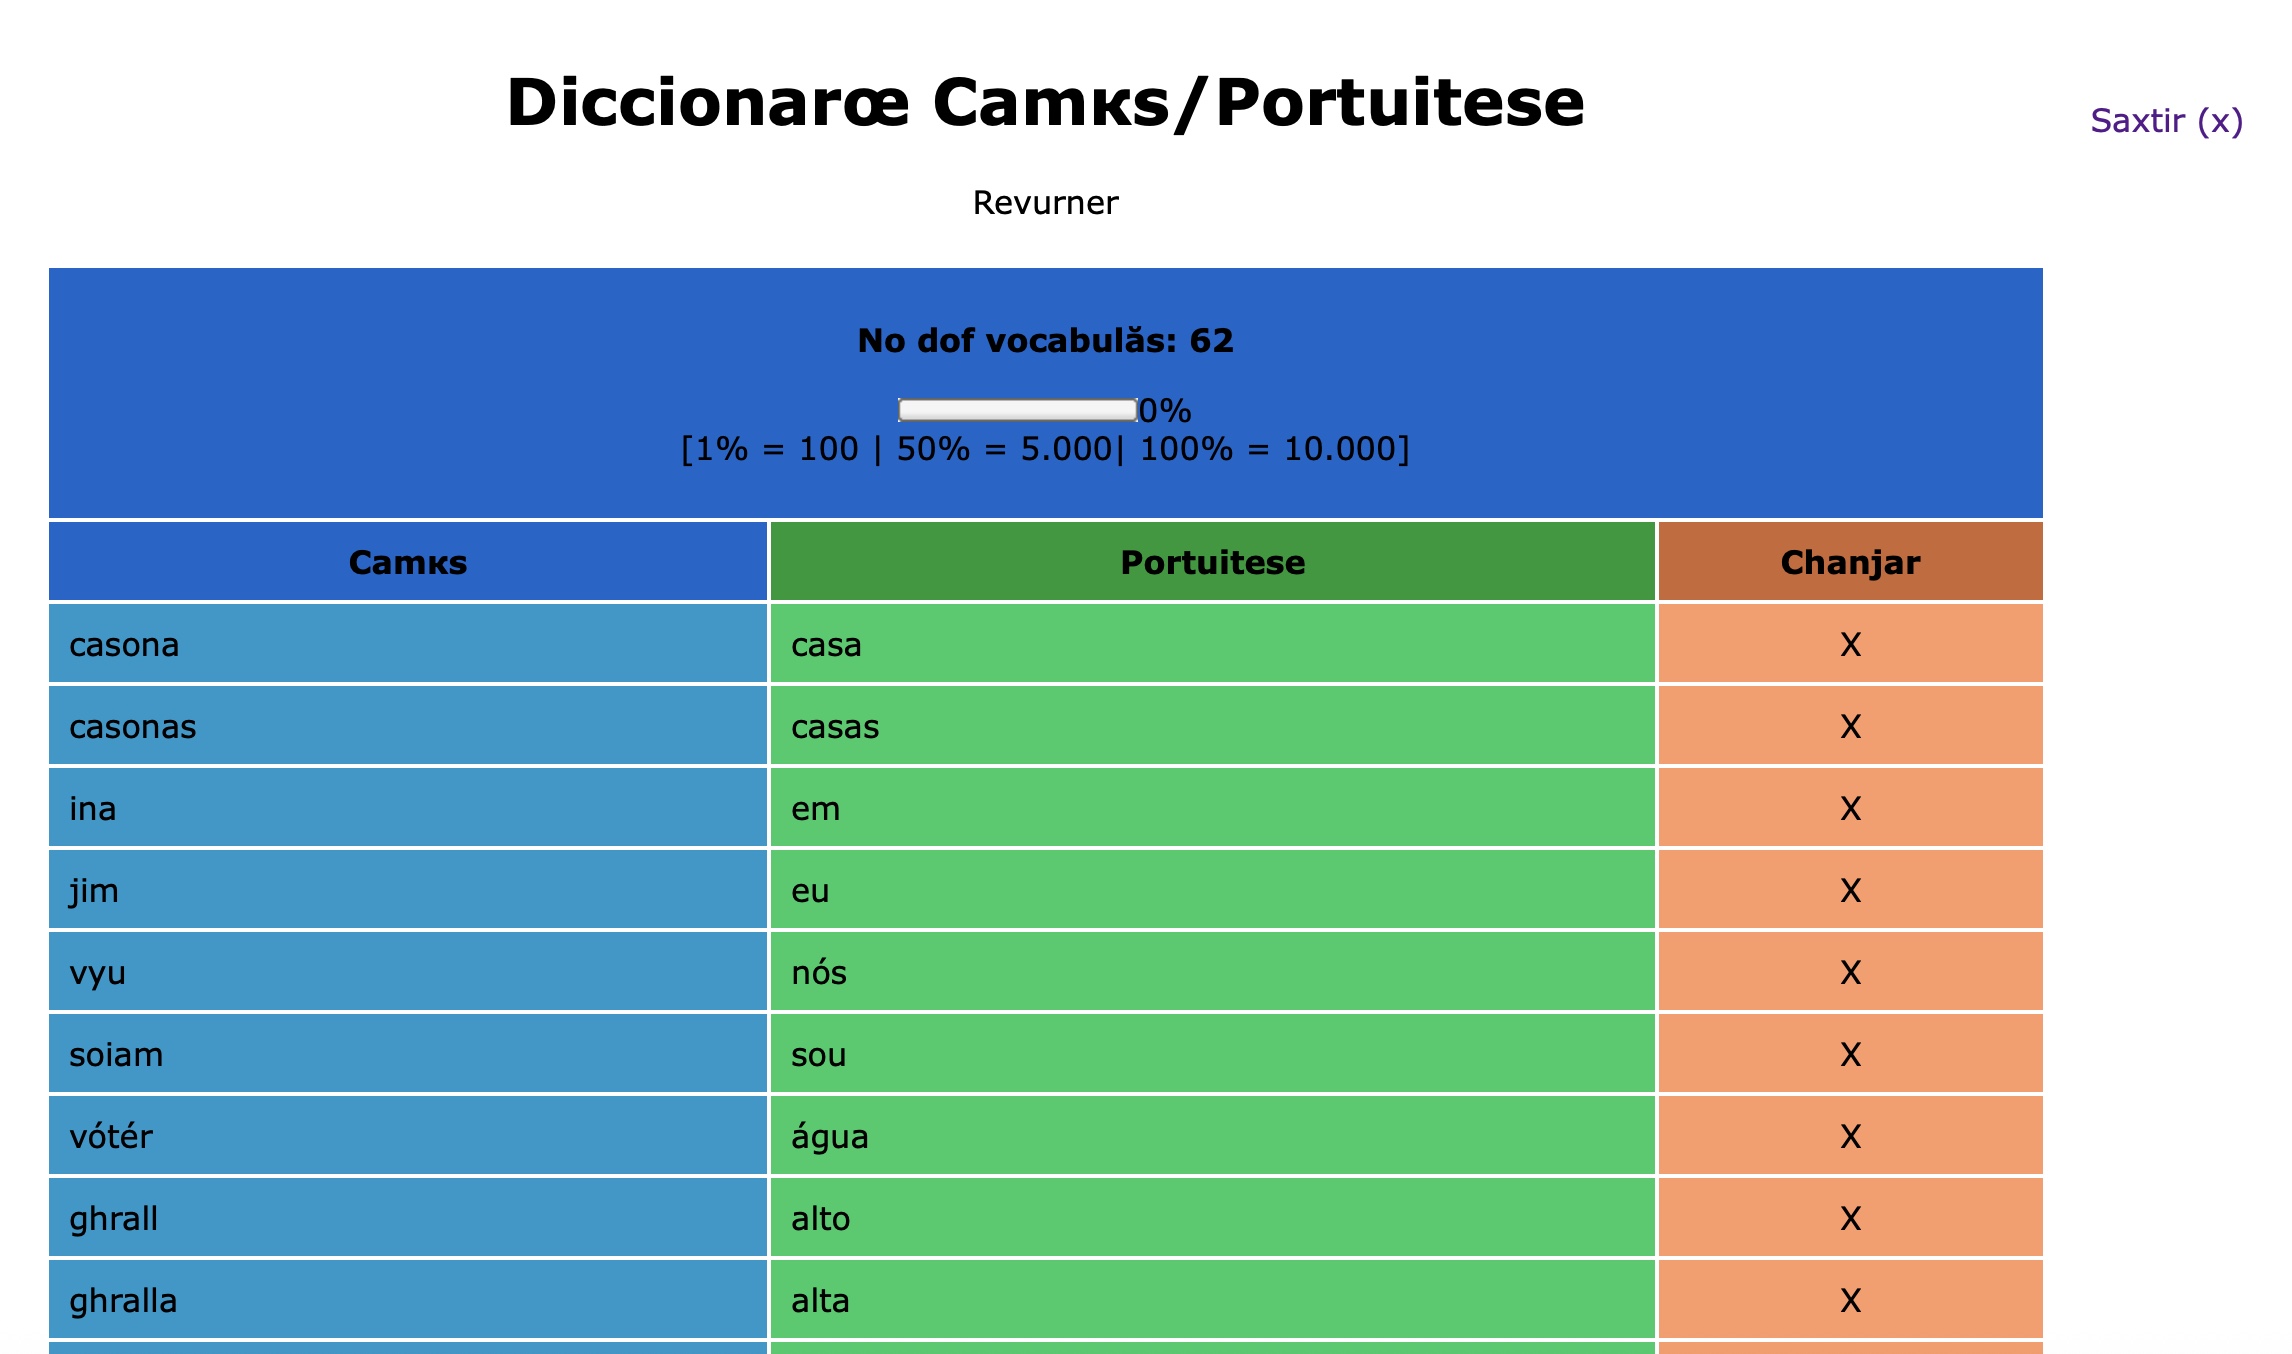 Diccionarœ Camĸs/Portuitese
Saxtir (x)
Revurner
No dof vocabulăs: 62
0%
[1% = 100 | 50% = 5.000| 100% = 10.000]
Camĸs Portuitese Chanjar
casona casa X
casonas casas X
ina em X
jim eu X
vyu nós X
soiam sou X
vótér água X
ghrall alto X
ghralla alta X